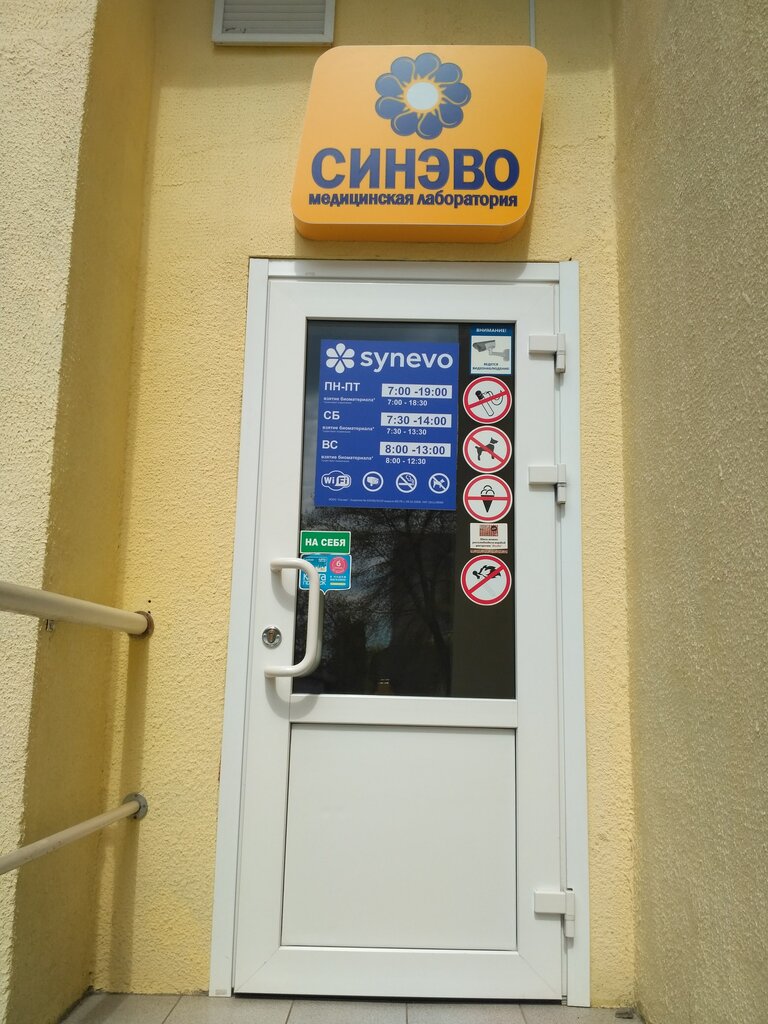 СИНЭВО
медицинская лаборатория
synevo
ПН-ПТ 7:00 -19:00
взятие биоматериала* 7:00 - 18:30
СБ 7:30 -14:00
взятие биоматериала* 7:30 - 13:30
ВС 8:00 -13:00
взятие биоматериала* 8:00 - 12:30
WiFi
ВНИМАНИЕ!
ВЕДЕТСЯ
ВИДЕОНАБЛЮДЕНИЕ
НА СЕБЯ